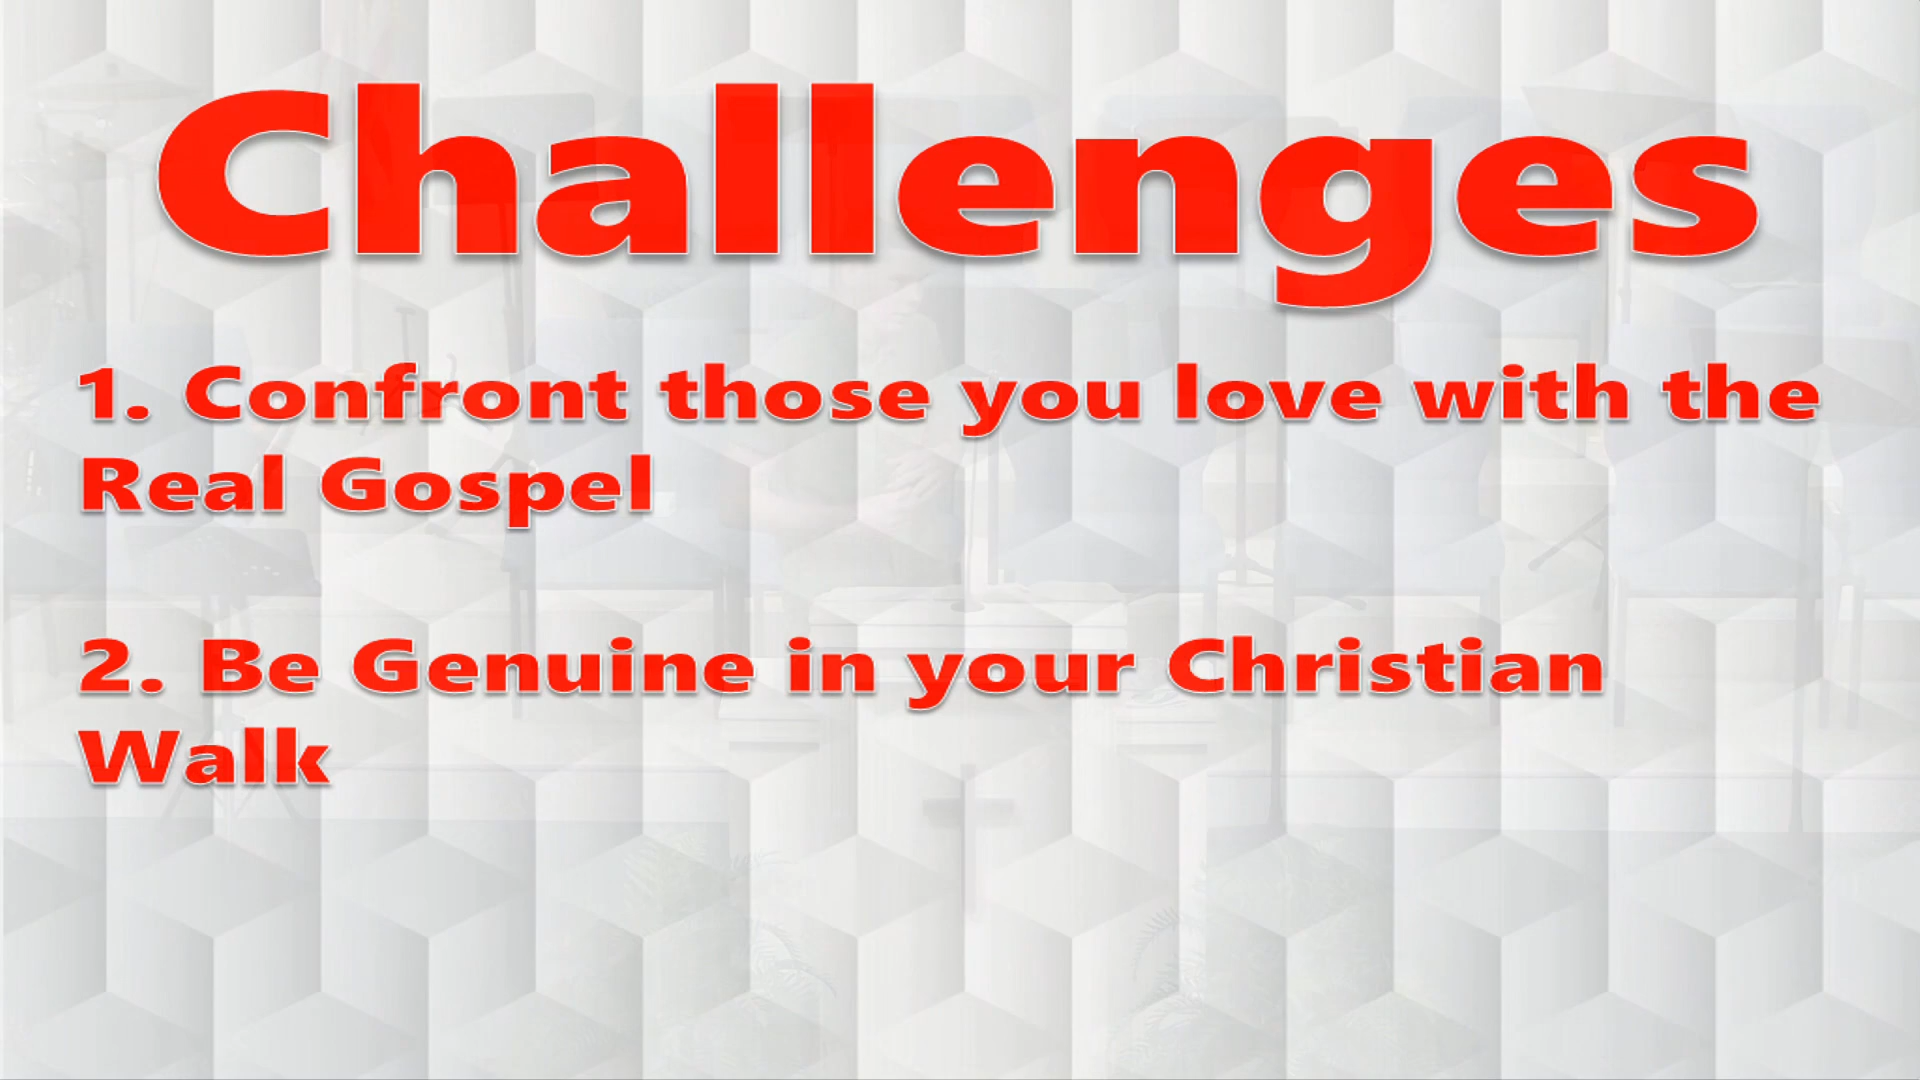 Challenges
1. Confront those you love with the
Real Gospel
2. Be Genuine in your Christian
Walk